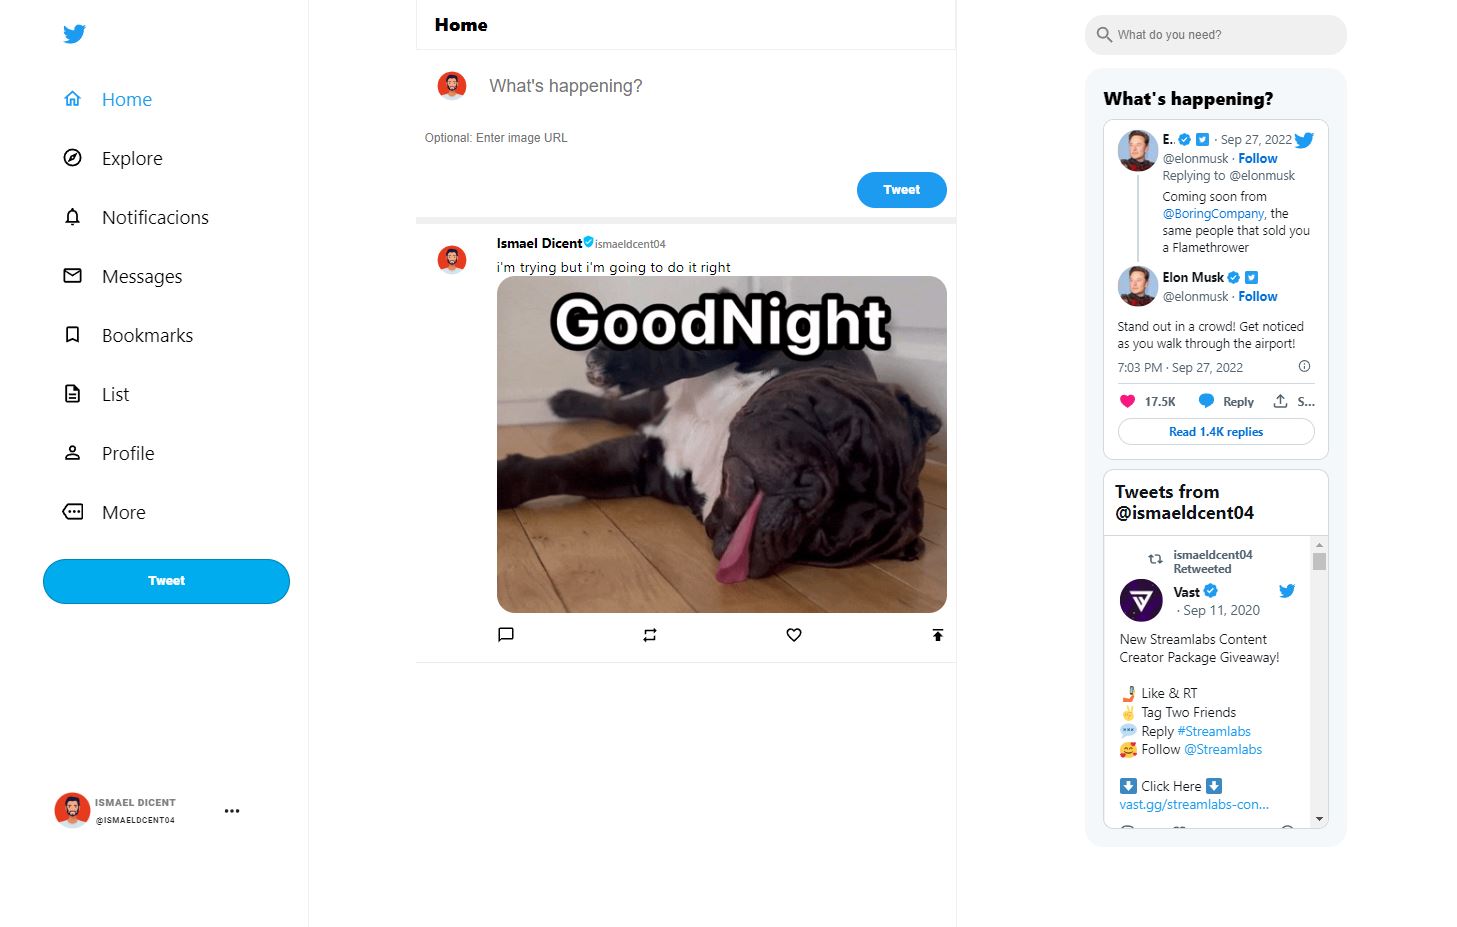 Home
Explore
Notificacions
Messages
Bookmarks
List
Profile
More
Tweet
ISMAEL DICENT
@ISMAELDCENT04
Home
What's happening?
Optional: Enter image URL
Tweet
Ismael Dicent ismaeldcent04
i'm trying but i'm going to do it right
GoodNight
What do you need?
What's happening?
E.. · Sep 27, 2022
@elonmusk · Follow
Replying to @elonmusk
Coming soon from
@BoringCompany, the
same people that sold you
a Flamethrower
Elon Musk
@elonmusk · Follow
Stand out in a crowd! Get noticed
as you walk through the airport!
7:03 PM · Sep 27, 2022
17.5K Reply S...
Read 1.4K replies
Tweets from
@ismaeldcent04
ismaeldcent04
Retweeted
Vast
· Sep 11, 2020
New Streamlabs Content
Creator Package Giveaway!
🤳 Like & RT
✌️ Tag Two Friends
💬 Reply #Streamlabs
🥰 Follow @Streamlabs
⬇️ Click Here ⬇️
vast.gg/streamlabs-con...